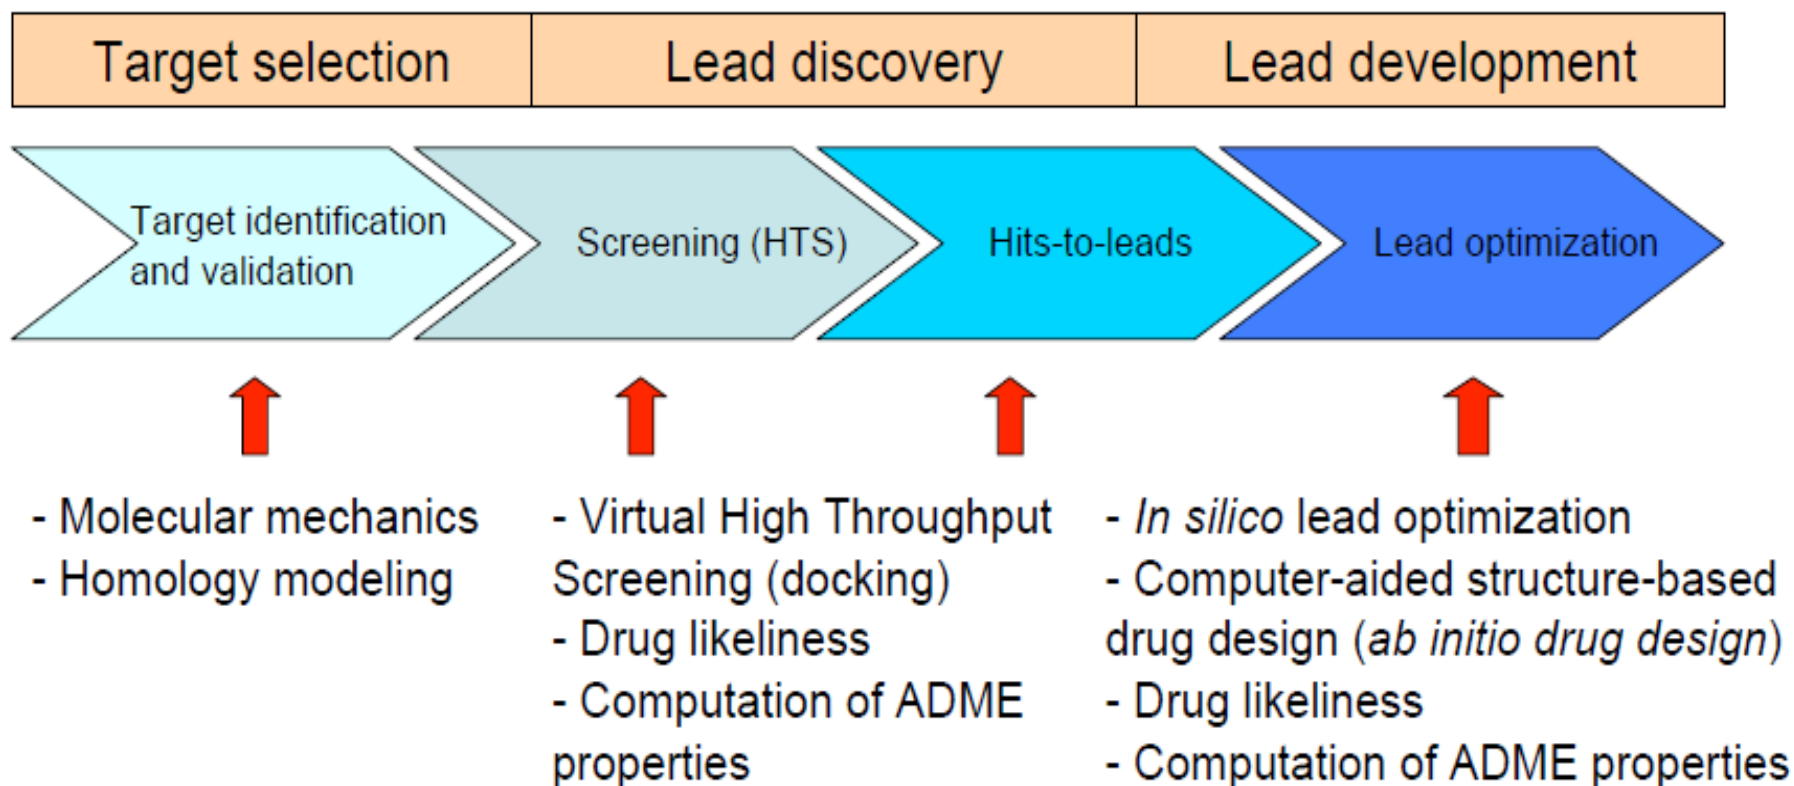 Target selection
Lead discovery
Lead development
Target identification
and validation
Screening (HTS)
Hits-to-leads
Lead optimization
- Molecular mechanics
- Homology modeling
- Virtual High Throughput
Screening (docking)
- Drug likeliness
- Computation of ADME
properties
- In silico lead optimization
- Computer-aided structure-based
drug design (ab initio drug design)
- Drug likeliness
- Computation of ADME properties